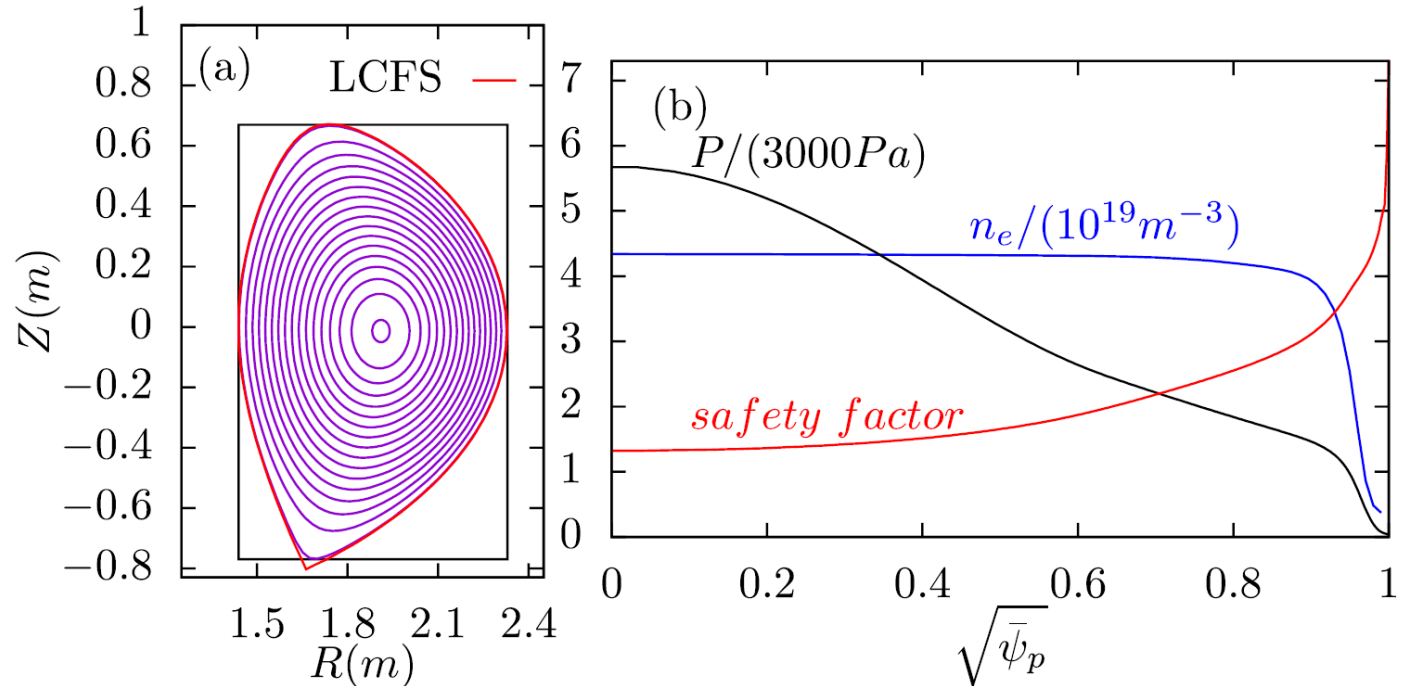 (a)
LCFS
1
0.8
0.6
0.4
0.2
0
−0.2
−0.4
−0.6
−0.8
Z(m)
1.5 1.8 2.1 2.4
R(m)
(b)
P/(3000Pa)
n_e/(10^{19}m^{−3})
safety factor
7
6
5
4
3
2
1
0
0 0.2 0.4 0.6 0.8 1
√ψ̄_p